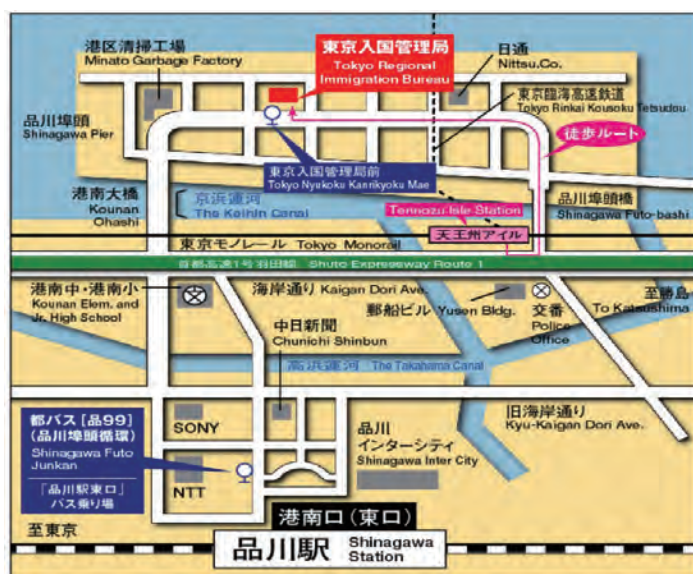 港区清掃工場
Minato Garbage Factory
東京入国管理局
Tokyo Regional
Immigration Bureau
日通
Nittsu.Co.
東京臨海高速鉄道
Tokyo Rinkai Kousoku Tetsudou
品川埠頭
Shinagawa Pier
徒歩ルート
東京入国管理局前
Tokyo Nyukoku Kanrikyoku Mae
港南大橋
Kounan
Ohashi
京浜運河
The Keihin Canal
品川埠頭橋
Shinagawa Futo-bashi
Tennozu Isle Station
天王州アイル
東京モノレール Tokyo Monorail
首都高速1号羽田線 Shuto Expressway Route 1
港南中・港南小
Kounan Elem. and
Jr. High School
海岸通り Kaigan Dori Ave.
郵船ビル Yusen Bldg.
交番
Police
Office
至勝島
To Katsushima
中日新聞
Chunichi Shinbun
高浜運河 The Takahama Canal
都バス[品99]
(品川埠頭循環)
Shinagawa Futo
Junkan
「品川駅東口」
バス乗り場
SONY
NTT
品川
インターシティ
Shinagawa Inter City
旧海岸通り
Kyu-Kaigan Dori Ave.
至東京
港南口(東口)
品川駅 Shinagawa
Station